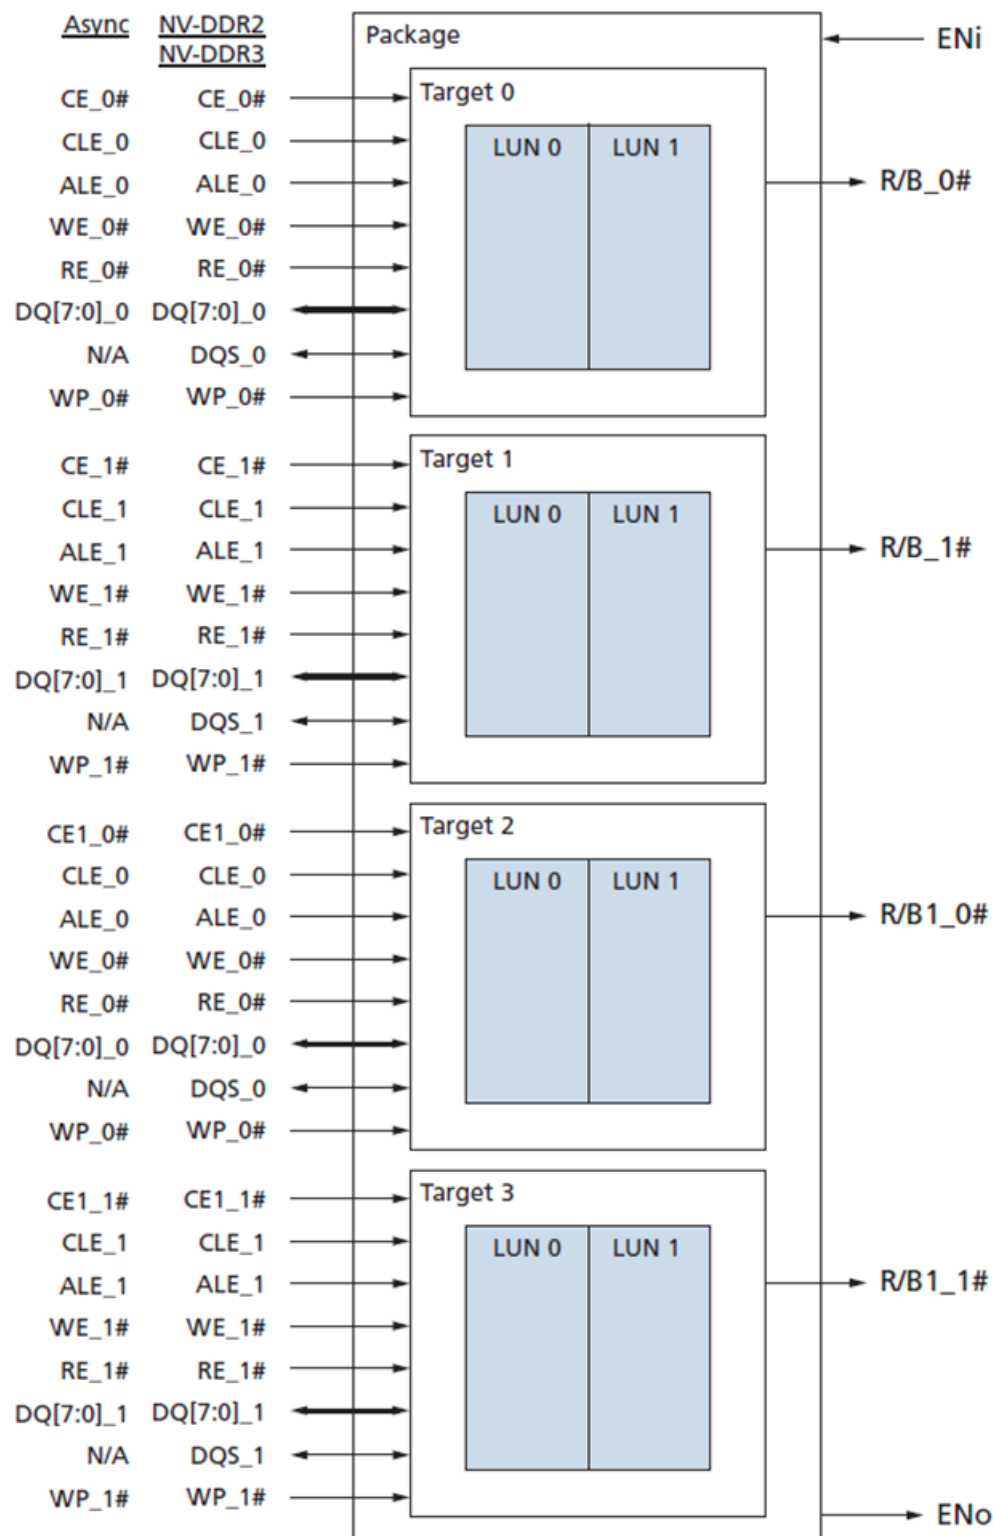 Async NV-DDR2
NV-DDR3
Package
ENi
CE_0# CE_0#
Target 0
CLE_0 CLE_0
LUN 0 LUN 1
ALE_0 ALE_0
R/B_0#
WE_0# WE_0#
RE_0# RE_0#
DQ[7:0]_0 DQ[7:0]_0
N/A DQS_0
WP_0# WP_0#
CE_1# CE_1#
Target 1
CLE_1 CLE_1
LUN 0 LUN 1
ALE_1 ALE_1
R/B_1#
WE_1# WE_1#
RE_1# RE_1#
DQ[7:0]_1 DQ[7:0]_1
N/A DQS_1
WP_1# WP_1#
CE1_0# CE1_0#
Target 2
CLE_0 CLE_0
LUN 0 LUN 1
ALE_0 ALE_0
R/B1_0#
WE_0# WE_0#
RE_0# RE_0#
DQ[7:0]_0 DQ[7:0]_0
N/A DQS_0
WP_0# WP_0#
CE1_1# CE1_1#
Target 3
CLE_1 CLE_1
LUN 0 LUN 1
ALE_1 ALE_1
R/B1_1#
WE_1# WE_1#
RE_1# RE_1#
DQ[7:0]_1 DQ[7:0]_1
N/A DQS_1
WP_1# WP_1#
ENo